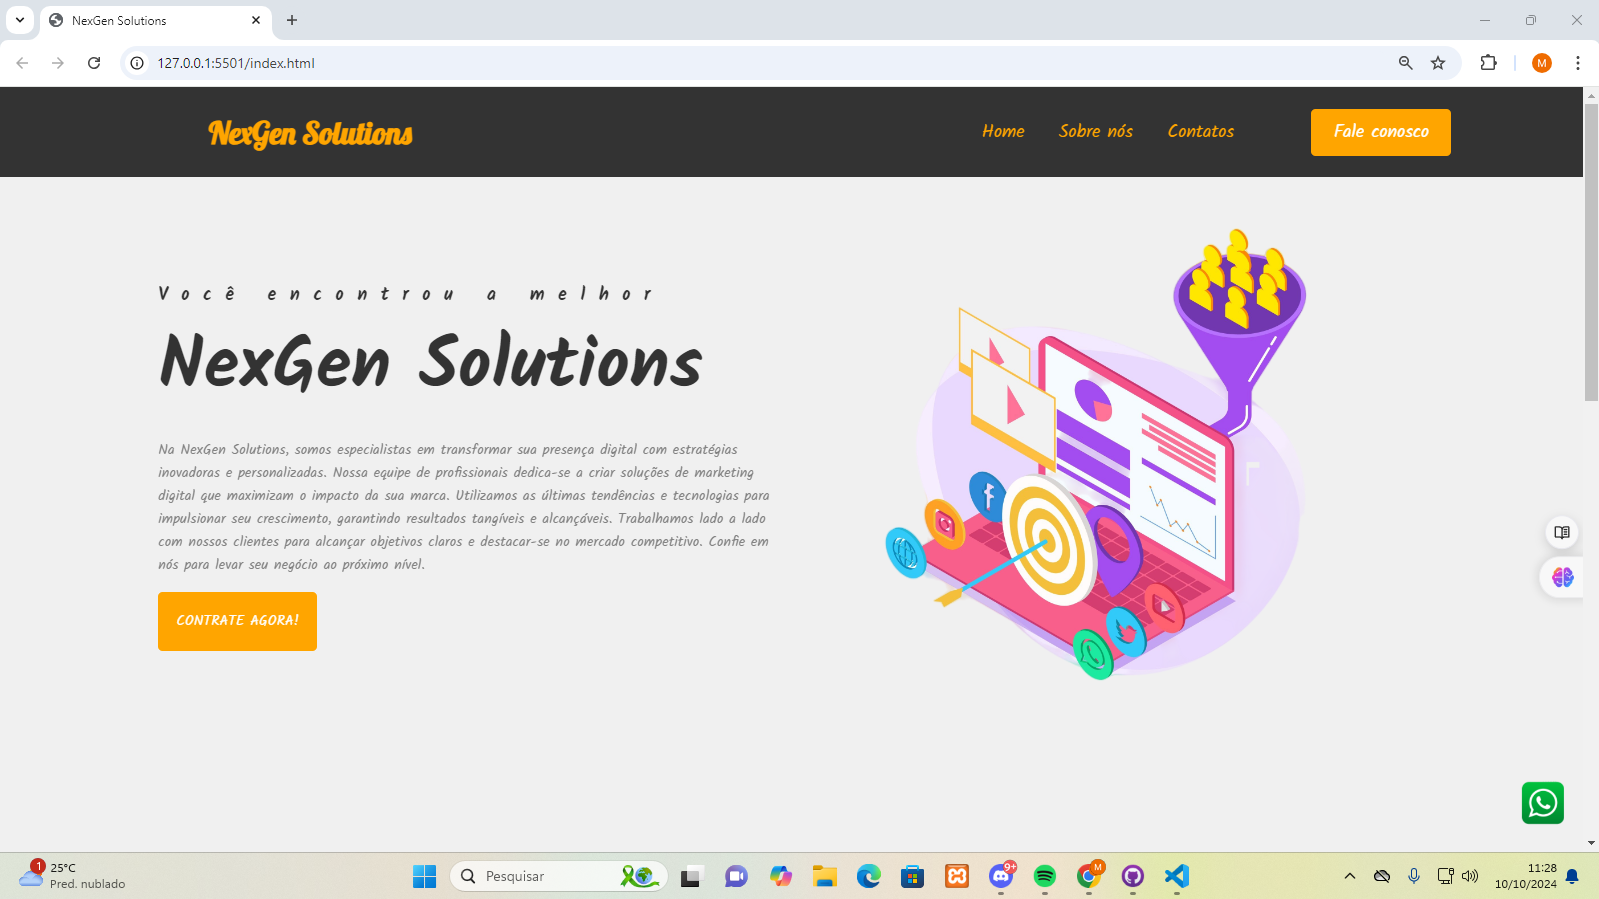 NexGen Solutions
127.0.0.1:5501/index.html
M
NexGen Solutions
Home
Sobre nós
Contatos
Fale conosco
Você encontrou a melhor
NexGen Solutions
Na NexGen Solutions, somos especialistas em transformar sua presença digital com estratégias
inovadoras e personalizadas. Nossa equipe de profissionais dedica-se a criar soluções de marketing
digital que maximizam o impacto da sua marca. Utilizamos as últimas tendências e tecnologias para
impulsionar seu crescimento, garantindo resultados tangíveis e alcançáveis. Trabalhamos lado a lado
com nossos clientes para alcançar objetivos claros e destacar-se no mercado competitivo. Confie em
nós para levar seu negócio ao próximo nível.
CONTRATE AGORA!
1
25°C
Pred. nublado
Pesquisar
9+
M
11:28
10/10/2024